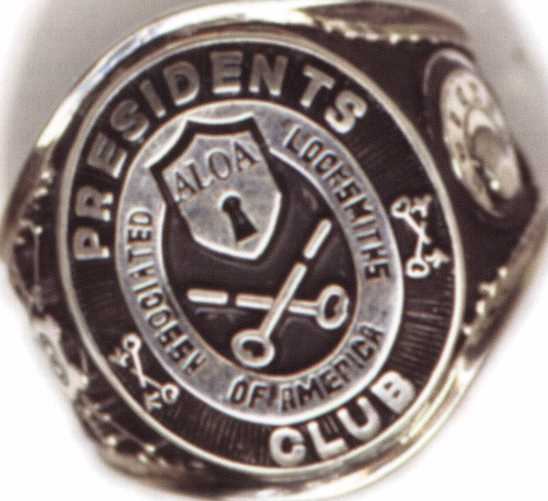 PRESIDENTS
CLUB
ALOA
ASSOCIATED
LOCKSMITHS
OF AMERICA